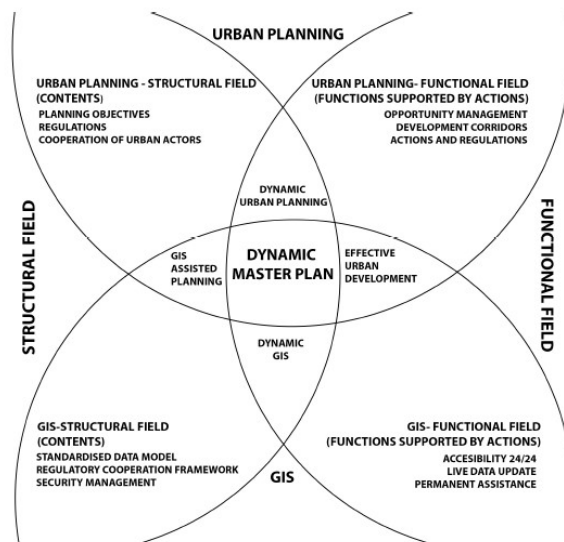 URBAN PLANNING
URBAN PLANNING - STRUCTURAL FIELD
(CONTENTS)
PLANNING OBJECTIVES
REGULATIONS
COOPERATION OF URBAN ACTORS
URBAN PLANNING- FUNCTIONAL FIELD
(FUNCTIONS SUPPORTED BY ACTIONS)
OPPORTUNITY MANAGEMENT
DEVELOPMENT CORRIDORS
ACTIONS AND REGULATIONS
DYNAMIC
URBAN PLANNING
STRUCTURAL FIELD
GIS
ASSISTED
PLANNING
DYNAMIC
MASTER PLAN
EFFECTIVE
URBAN
DEVELOPMENT
FUNCTIONAL FIELD
DYNAMIC
GIS
GIS-STRUCTURAL FIELD
(CONTENTS)
STANDARDISED DATA MODEL
REGULATORY COOPERATION FRAMEWORK
SECURITY MANAGEMENT
GIS- FUNCTIONAL FIELD
(FUNCTIONS SUPPORTED BY ACTIONS)
ACCESIBILITY 24/24
LIVE DATA UPDATE
PERMANENT ASSISTANCE
GIS